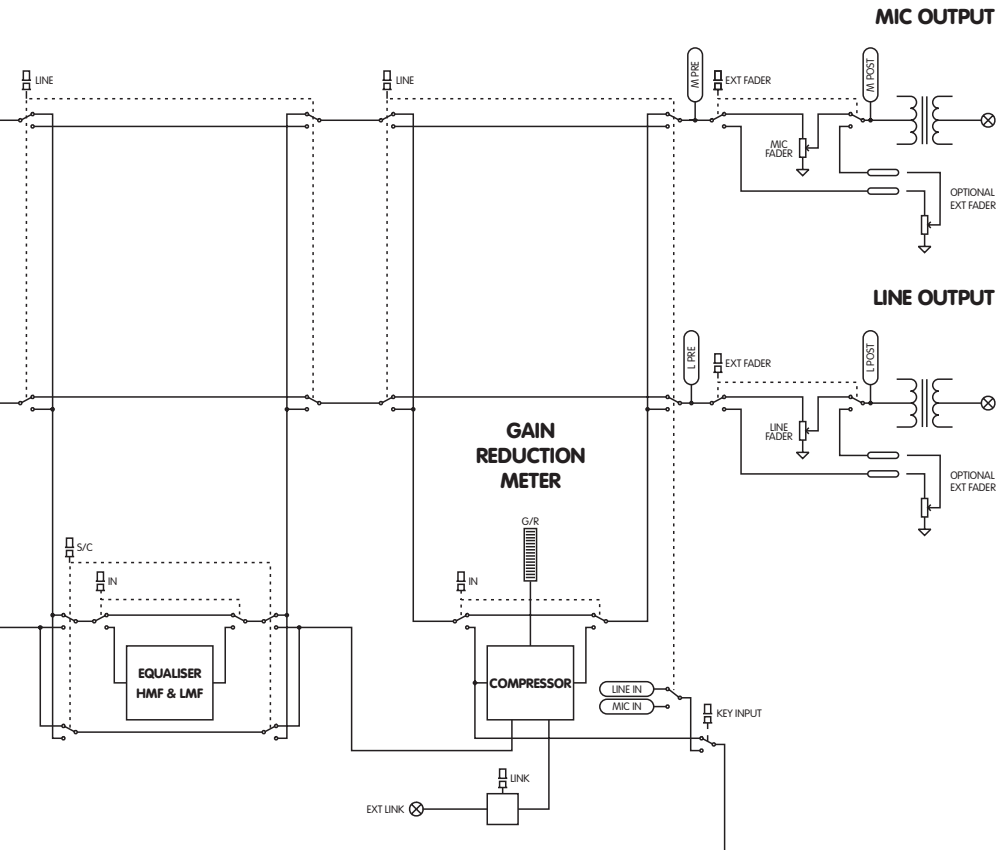 MIC OUTPUT
LINE
LINE
M PRE
EXT FADER
M POST
MIC
FADER
OPTIONAL
EXT FADER
LINE OUTPUT
L PRE
EXT FADER
L POST
LINE
FADER
OPTIONAL
EXT FADER
GAIN
REDUCTION
METER
G/R
S/C
IN
IN
EQUALISER
HMF & LMF
COMPRESSOR
LINE IN
MIC IN
KEY INPUT
LINK
EXT LINK